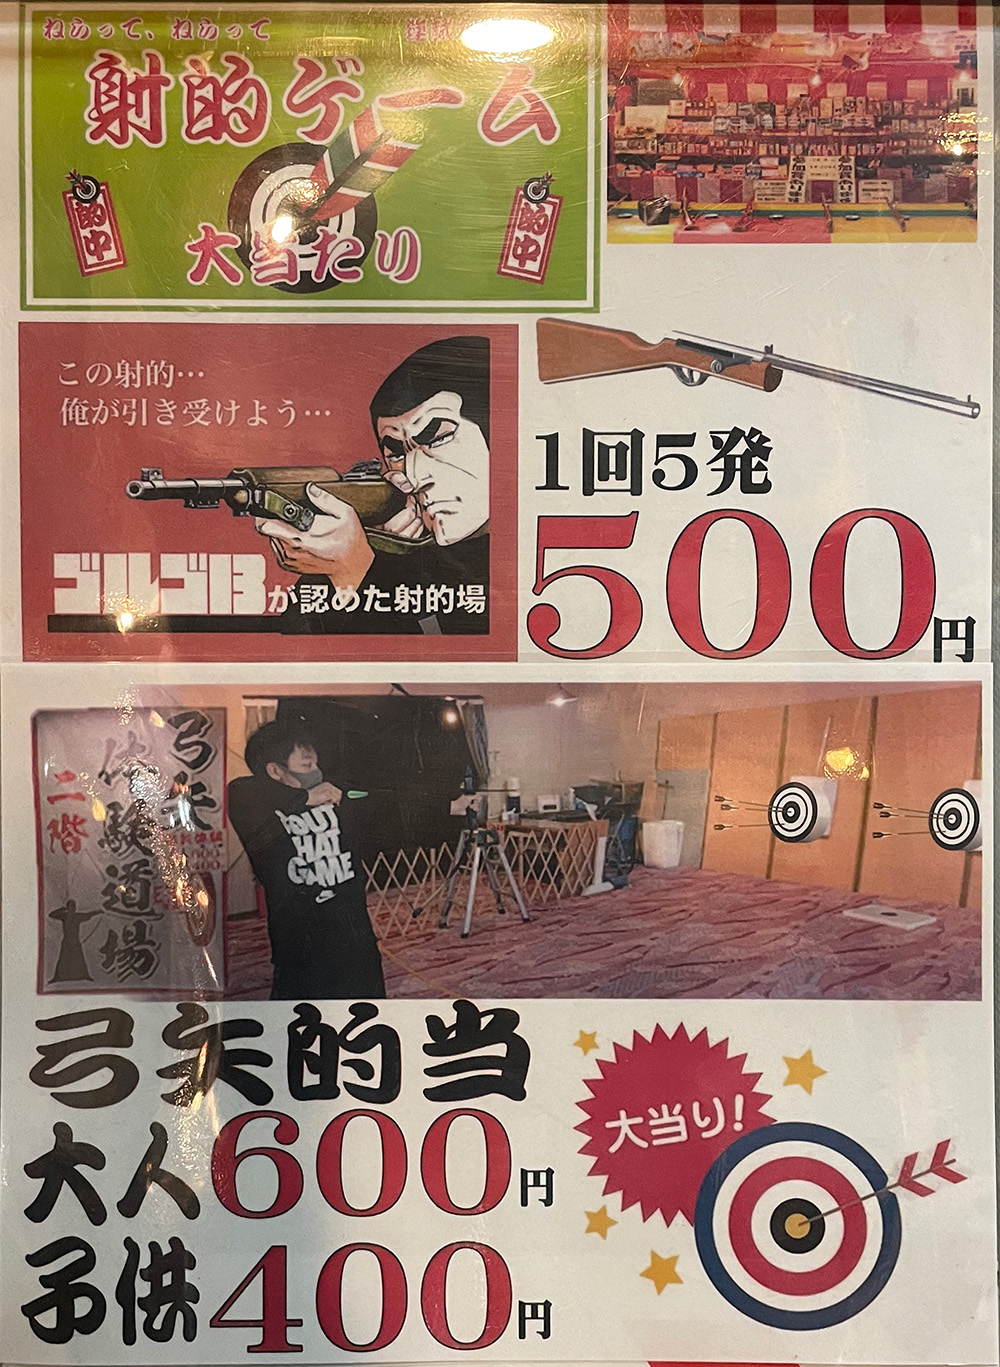 ねらって、ねらって
射的ゲーム
的中
大当たり
的中
この射的…
俺が引き受けよう…
ゴルゴ13が認めた射的場
1回5発
500円
弓矢
体験道場
二階
OUT
HAT
GAME
弓矢的当
大人600円
子供400円
大当り!